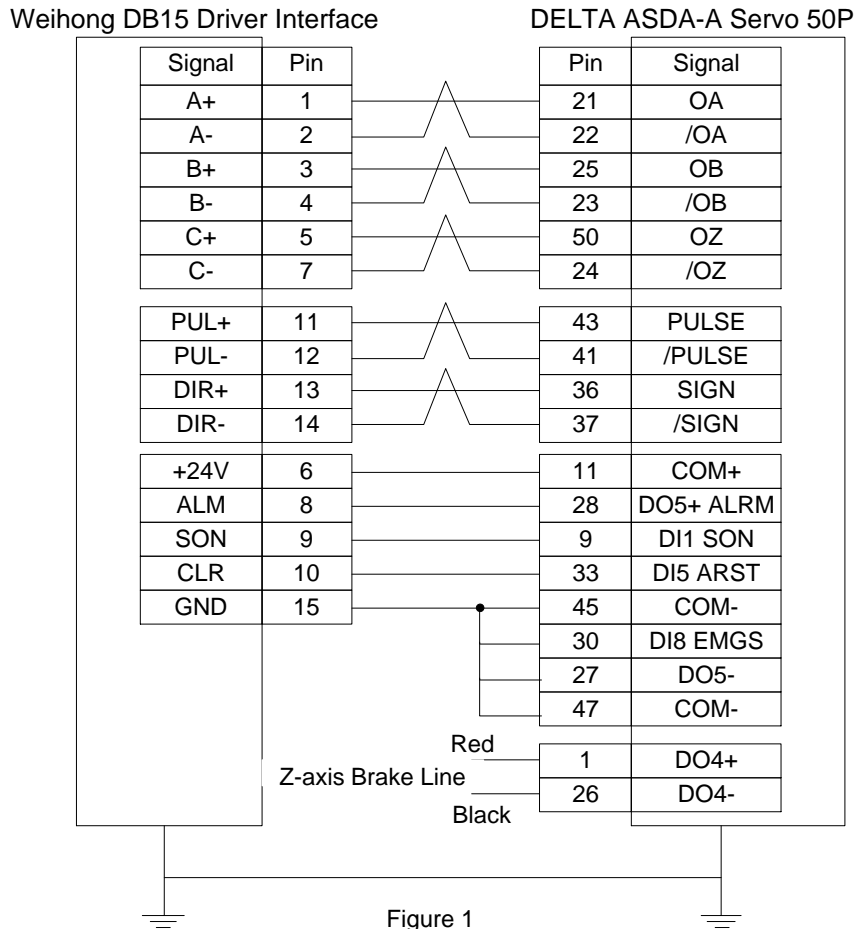 Weihong DB15 Driver Interface DELTA ASDA-A Servo 50P
Signal Pin Pin Signal
A+ 1 21 OA
A- 2 22 /OA
B+ 3 25 OB
B- 4 23 /OB
C+ 5 50 OZ
C- 7 24 /OZ
PUL+ 11 43 PULSE
PUL- 12 41 /PULSE
DIR+ 13 36 SIGN
DIR- 14 37 /SIGN
+24V 6 11 COM+
ALM 8 28 DO5+ ALRM
SON 9 9 DI1 SON
CLR 10 33 DI5 ARST
GND 15 45 COM-
30 DI8 EMGS
27 DO5-
47 COM-
Red
1 DO4+
Z-axis Brake Line
26 DO4-
Black
Figure 1